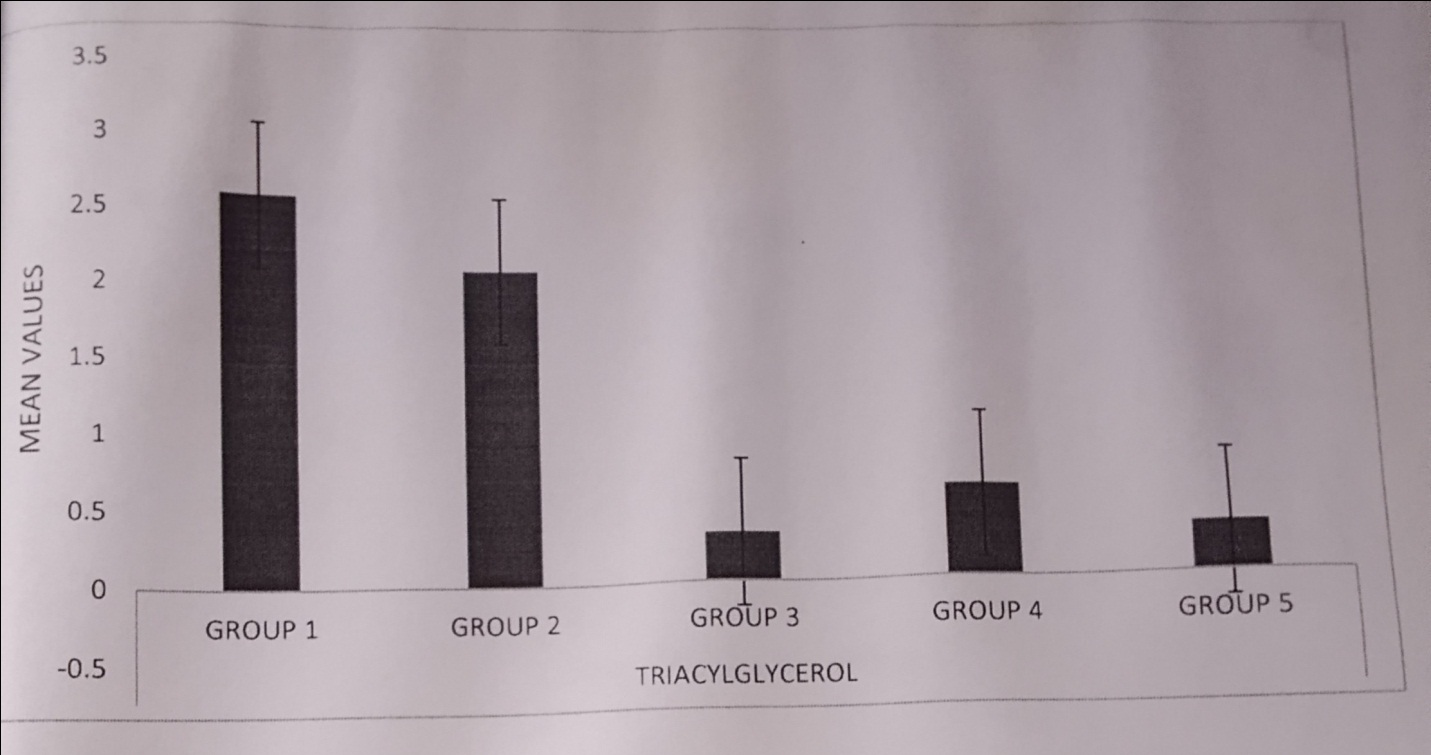 3.5
3
2.5
2
1.5
1
0.5
0
-0.5
MEAN VALUES
GROUP 1
GROUP 2
GROUP 3
GROUP 4
GROUP 5
TRIACYLGLYCEROL